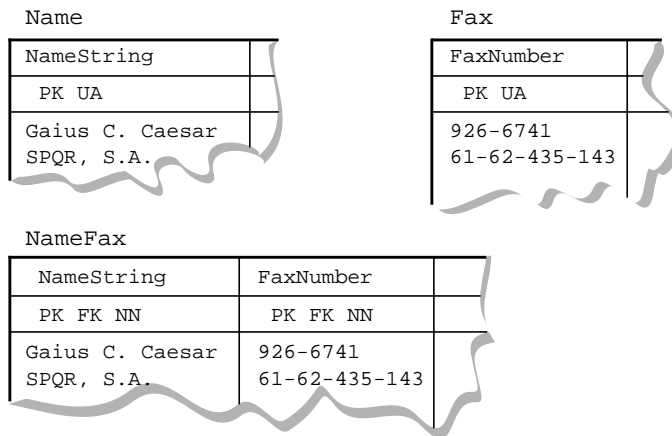 Name
NameString
PK UA
Gaius C. Caesar
SPQR, S.A.
Fax
FaxNumber
PK UA
926-6741
61-62-435-143
NameFax
NameString FaxNumber
PK FK NN PK FK NN
Gaius C. Caesar 926-6741
SPQR, S.A. 61-62-435-143